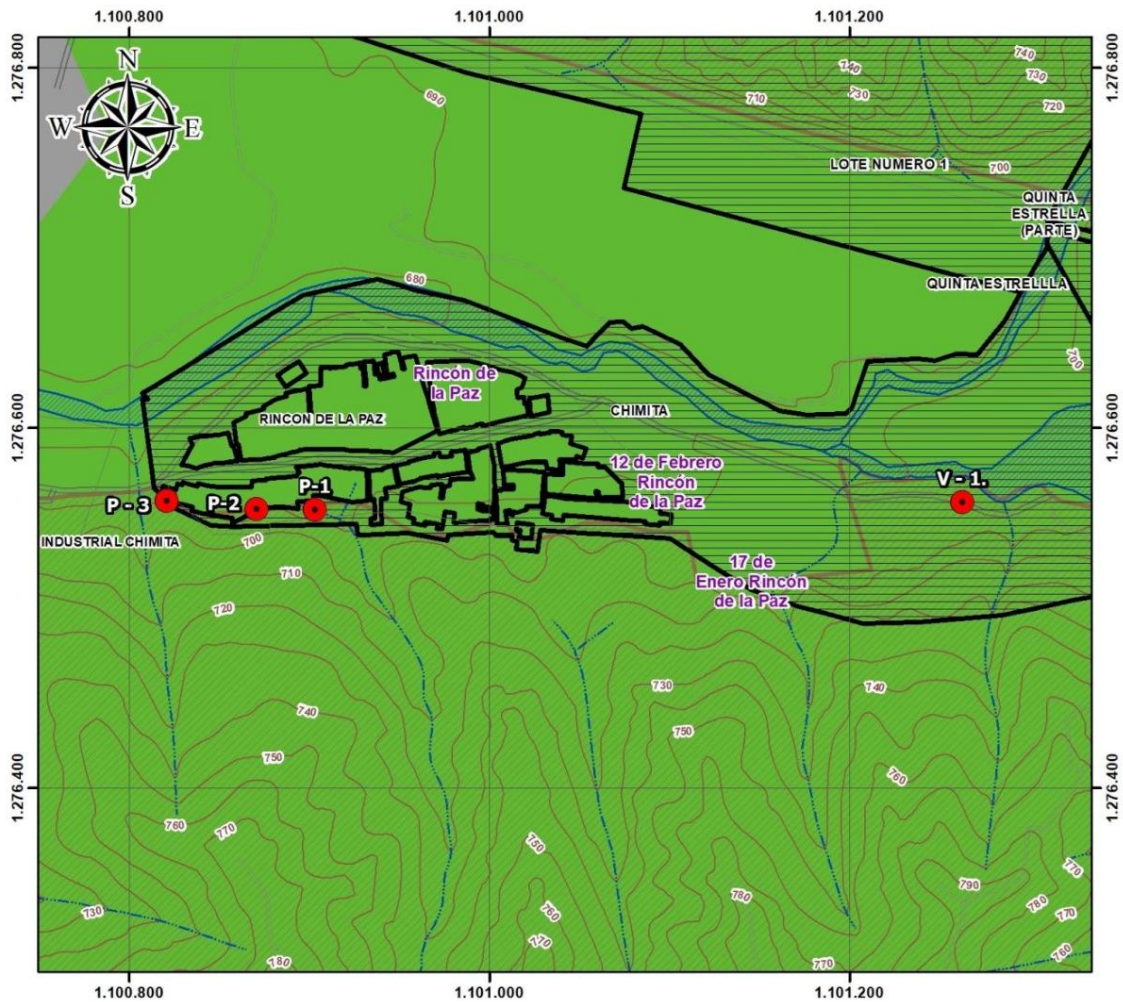 1.100.800
1.101.000
1.101.200
1.276.800
1.276.800
N
W
E
S
740
740
730
730
720
710
690
700
LOTE NUMERO 1
QUINTA
ESTRELLA
(PARTE)
680
QUINTA ESTRELLLA
700
Rincón de
la Paz
RINCON DE LA PAZ
CHIMITA
1.276.600
1.276.600
12 de Febrero
Rincón
de la Paz
P - 3
P-2
P-1
V - 1.
INDUSTRIAL CHIMITA
700
710
17 de
Enero Rincón
de la Paz
720
730
740
740
750
750
760
1.276.400
1.276.400
760
770
750
770
790
780
780
730
760
770
770
760
780
770
1.100.800
1.101.000
1.101.200